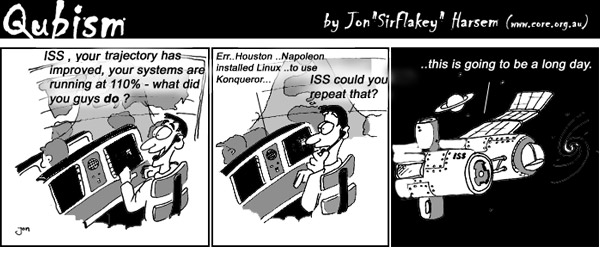 Qubism
by Jon"SirFlakey" Harsem (www.core.org.au)
ISS , your trajectory has
improved, your systems are
running at 110% - what did
you guys do ?
Jon
Err..Houston ..Napoleon
installed Linux ..to use
Konqueror...
ISS could you
repeat that?
..this is going to be a long day.
ISS